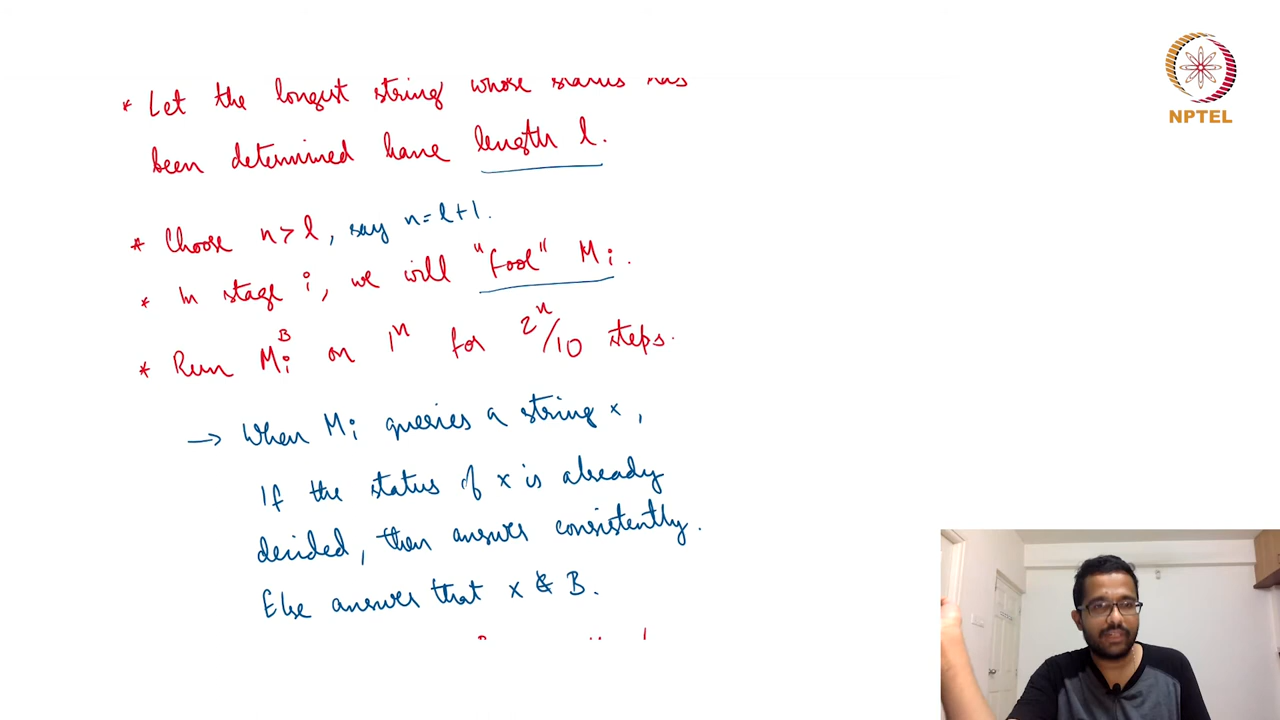 * Let the longest string whose status has
been determined have length l.
* Choose n > l, say n = l+1.
* In stage i, we will "fool" Mi.
* Run Mi^B on 1^n for 2^n/10 steps.
→ When Mi queries a string x,
If the status of x is already
decided, then answer consistently.
Else answer that x ∉ B.
NPTEL